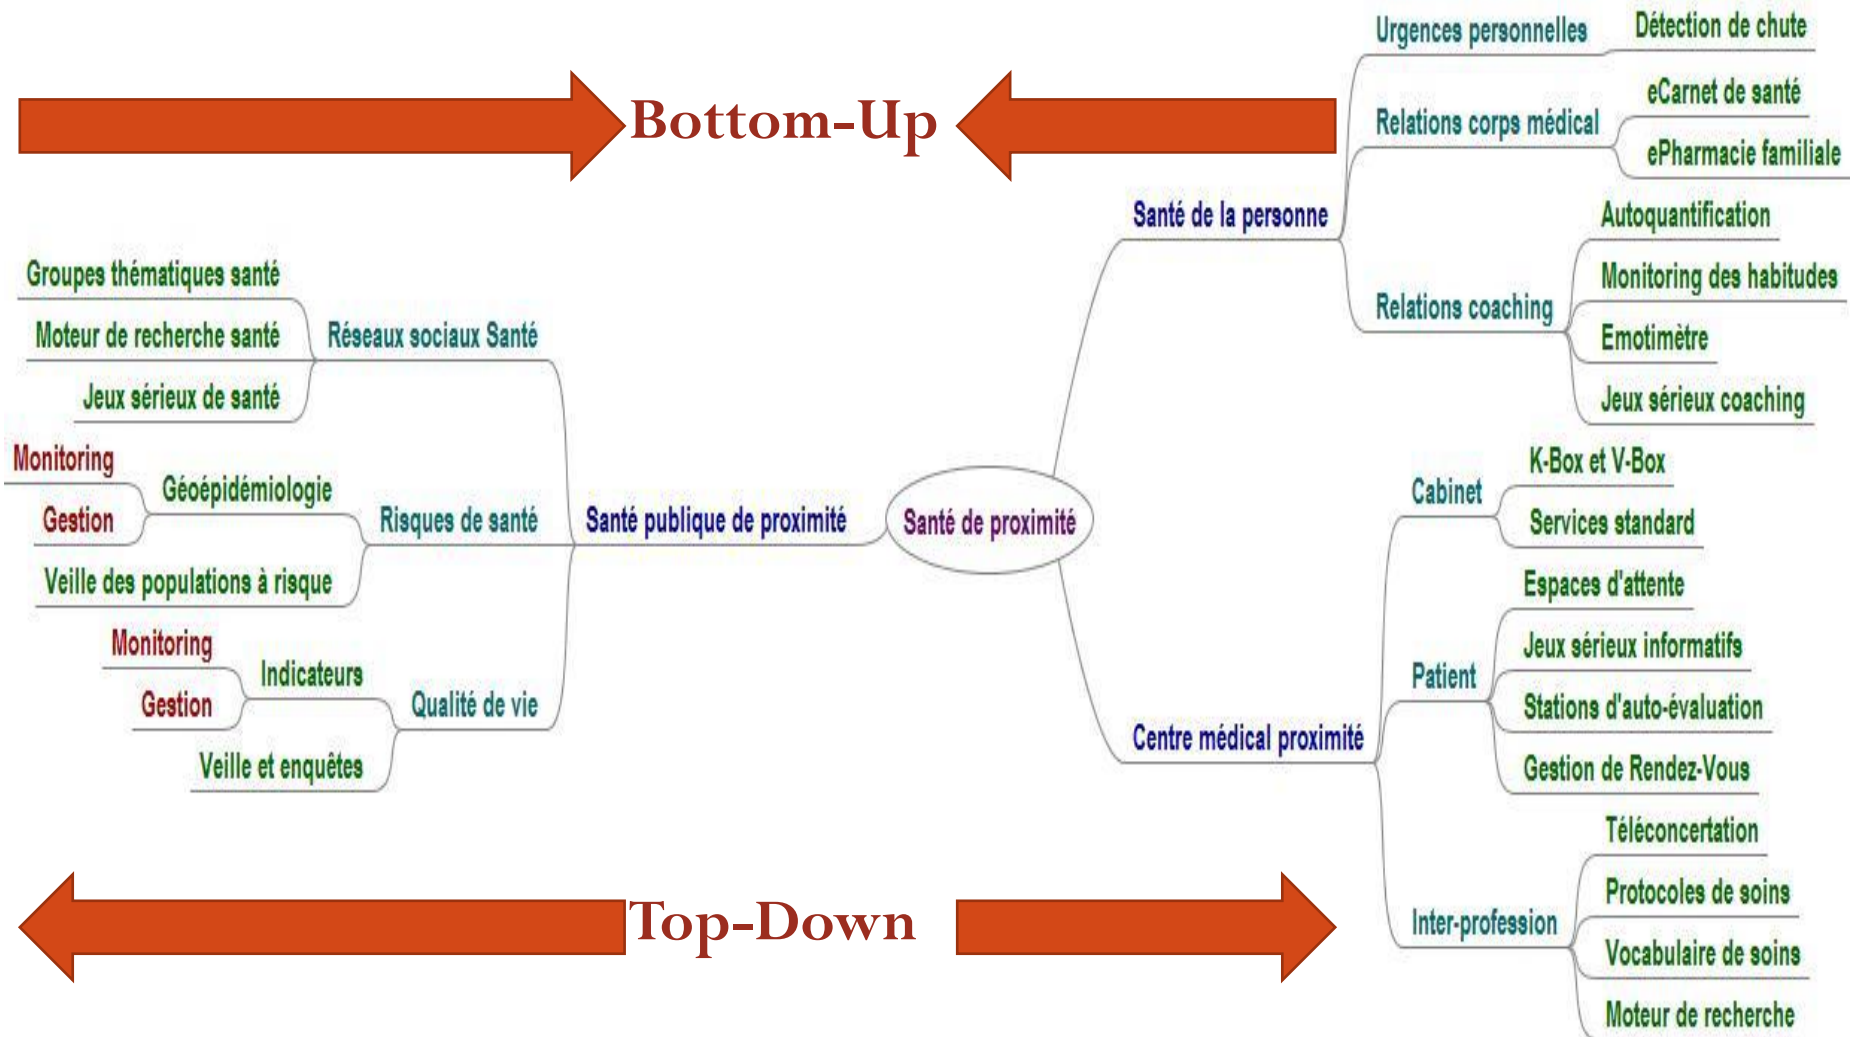 Bottom-Up
Urgences personnelles
Détection de chute
Relations corps médical
eCarnet de santé
ePharmacie familiale
Santé de la personne
Relations coaching
Autoquantification
Monitoring des habitudes
Emotimètre
Jeux sérieux coaching
Groupes thématiques santé
Moteur de recherche santé
Jeux sérieux de santé
Réseaux sociaux Santé
Monitoring
Gestion
Géoépidémiologie
Veille des populations à risque
Risques de santé
Santé publique de proximité
Santé de proximité
Monitoring
Gestion
Indicateurs
Veille et enquêtes
Qualité de vie
Centre médical proximité
Cabinet
K-Box et V-Box
Services standard
Patient
Espaces d'attente
Jeux sérieux informatifs
Stations d'auto-évaluation
Gestion de Rendez-Vous
Inter-profession
Téléconcertation
Protocoles de soins
Vocabulaire de soins
Moteur de recherche
Top-Down